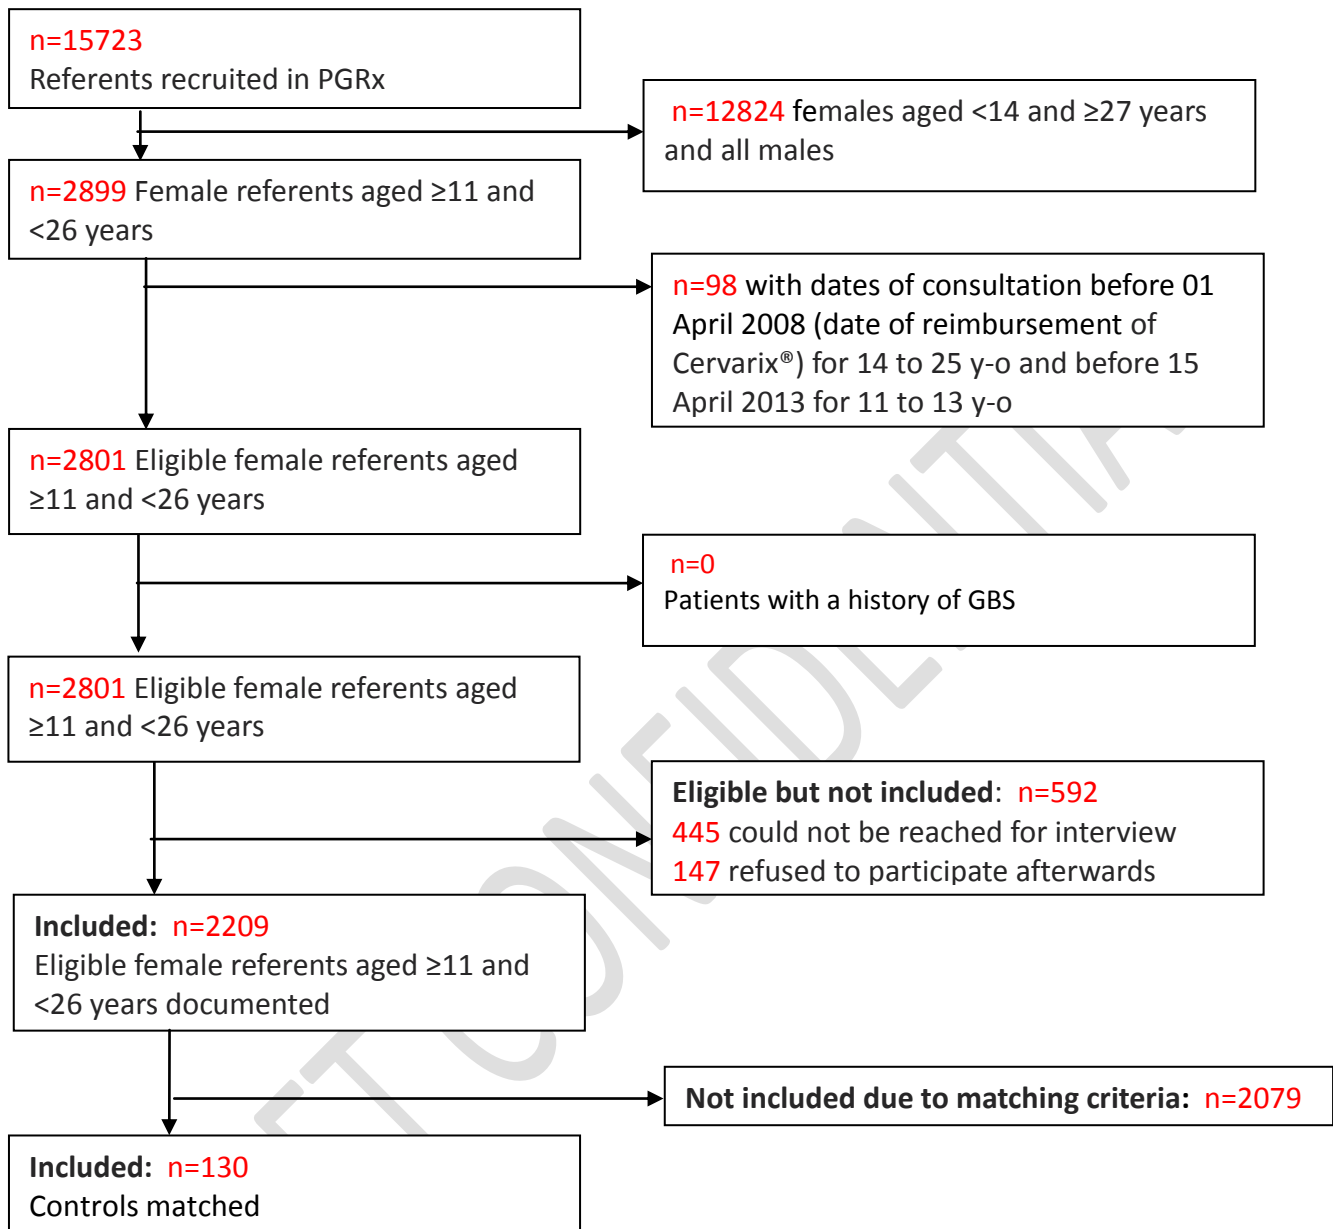 n=15723
Referents recruited in PGRx
n=12824 females aged <14 and ≥27 years
and all males
n=2899 Female referents aged ≥11 and
<26 years
n=98 with dates of consultation before 01
April 2008 (date of reimbursement of
Cervarix®) for 14 to 25 y-o and before 15
April 2013 for 11 to 13 y-o
n=2801 Eligible female referents aged
≥11 and <26 years
n=0
Patients with a history of GBS
n=2801 Eligible female referents aged
≥11 and <26 years
Eligible but not included: n=592
445 could not be reached for interview
147 refused to participate afterwards
Included: n=2209
Eligible female referents aged ≥11 and
<26 years documented
Not included due to matching criteria: n=2079
Included: n=130
Controls matched
ET CONFIDENTIA